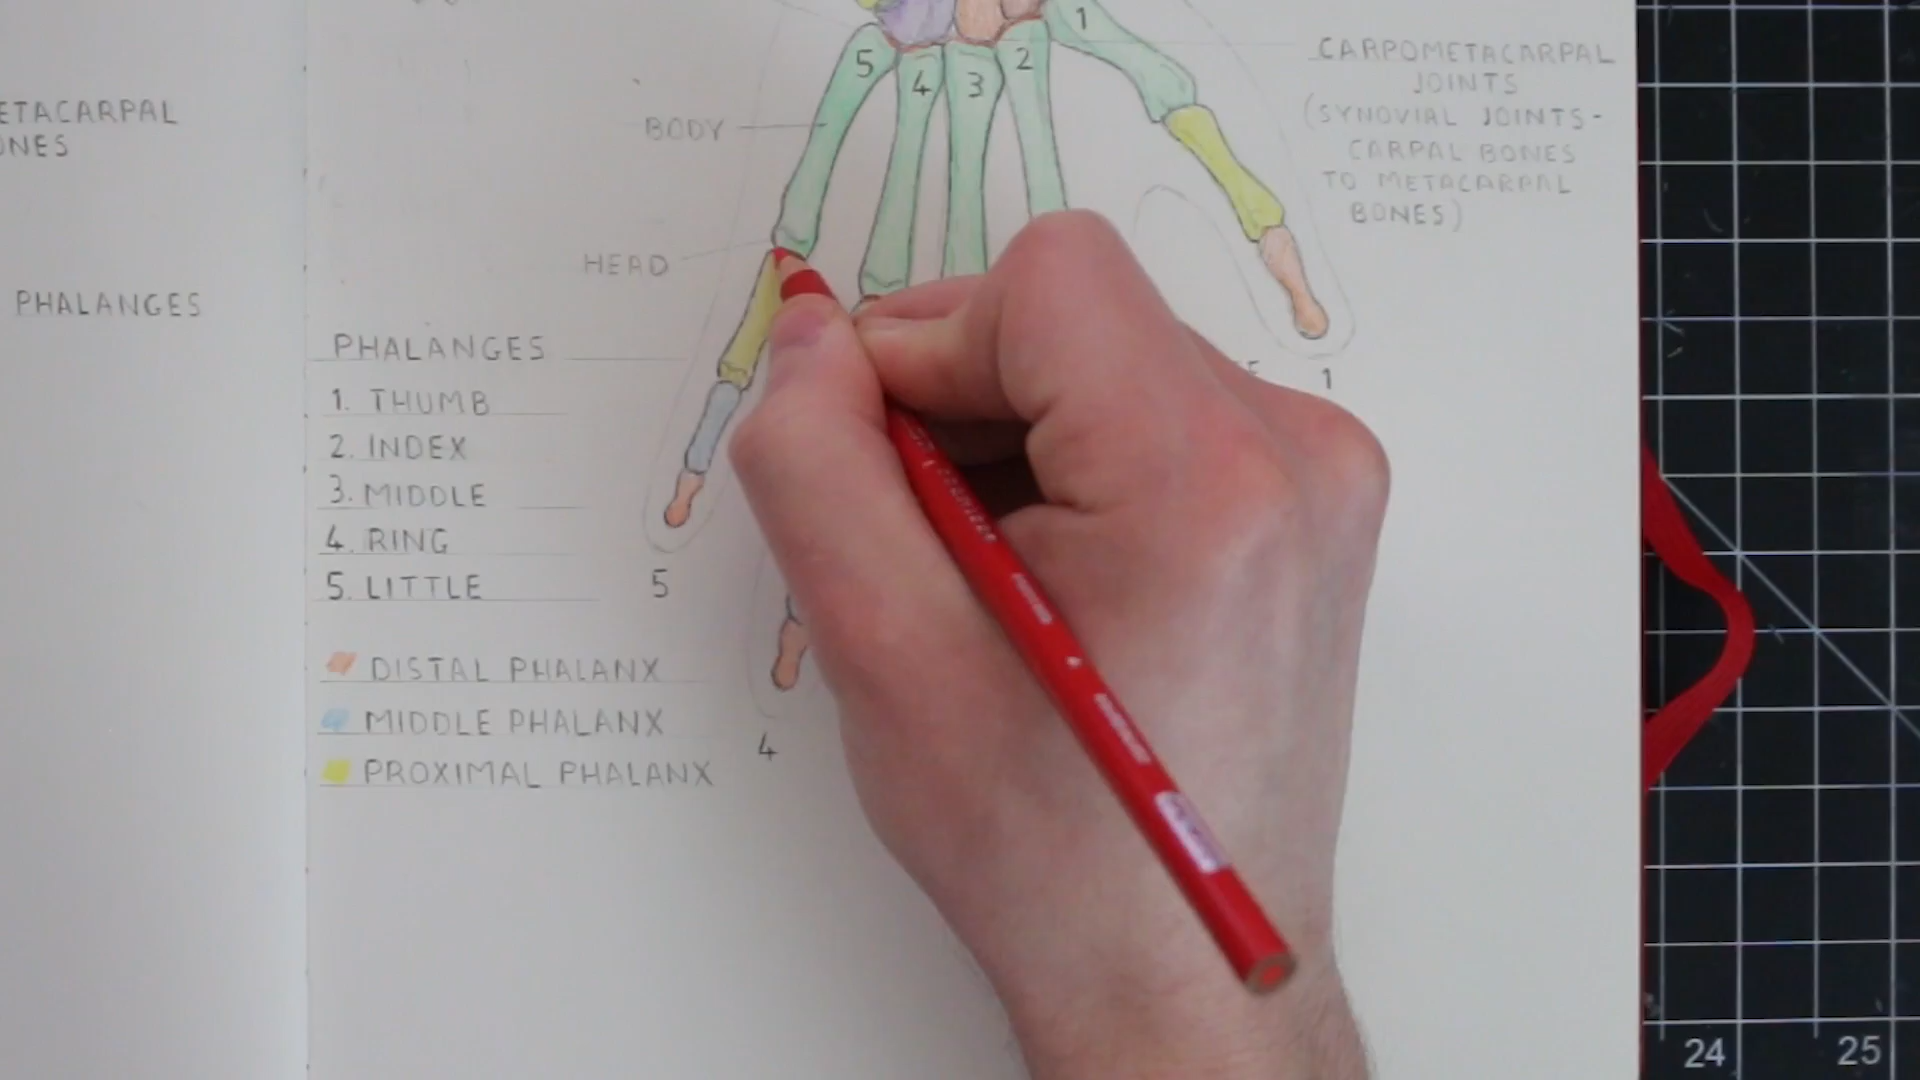 ETACARPAL
ONES
PHALANGES
5
4
3
2
1
BODY
HEAD
CARPOMETACARPAL
JOINTS
(SYNOVIAL JOINTS-
CARPAL BONES
TO METACARPAL
BONES)
1
PHALANGES
1. THUMB
2. INDEX
3. MIDDLE
4. RING
5. LITTLE
5
4
DISTAL PHALANX
MIDDLE PHALANX
PROXIMAL PHALANX
24
25